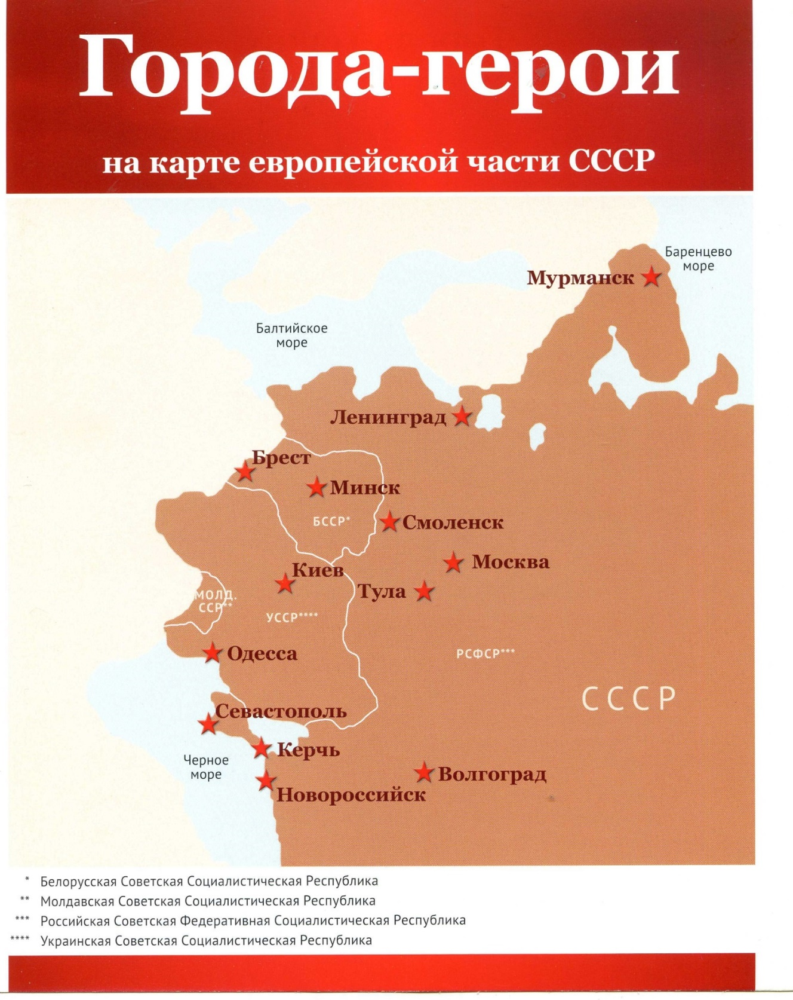 Города-герои
на карте европейской части СССР
Баренцево
море
Мурманск
Балтийское
море
Ленинград
Брест
Минск
БССР*
Смоленск
Москва
Киев
Тула
МОЛД.
ССР**
УССР****
Одесса
РСФСР***
СССР
Севастополь
Керчь
Черное
море
Волгоград
Новороссийск
* Белорусская Советская Социалистическая Республика
** Молдавская Советская Социалистическая Республика
*** Российская Советская Федеративная Социалистическая Республика
**** Украинская Советская Социалистическая Республика